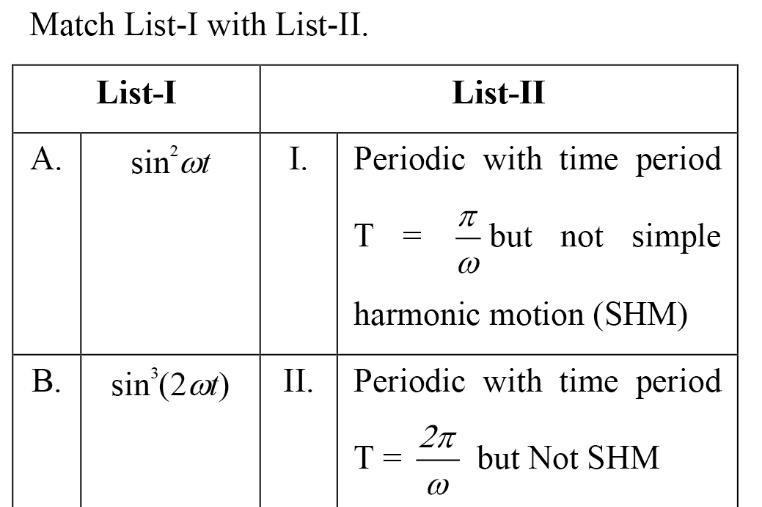 Match List-I with List-II.
List-I List-II
A. sin²ωt I. Periodic with time period
T = π/ω but not simple
harmonic motion (SHM)
B. sin³(2ωt) II. Periodic with time period
T = 2π/ω but Not SHM